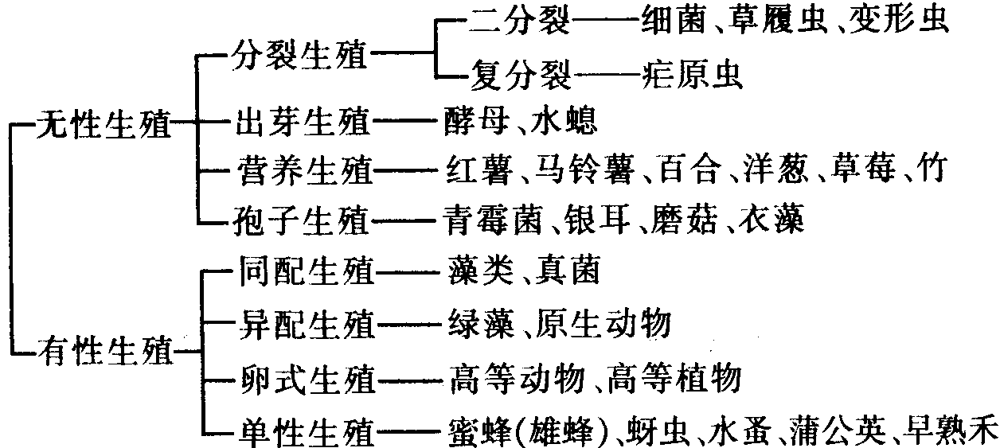 二分裂——细菌、草履虫、变形虫
分裂生殖
复分裂——疟原虫
无性生殖
出芽生殖——酵母、水螅
营养生殖——红薯、马铃薯、百合、洋葱、草莓、竹
孢子生殖——青霉菌、银耳、磨菇、衣藻
同配生殖——藻类、真菌
异配生殖——绿藻、原生动物
有性生殖
卵式生殖——高等动物、高等植物
单性生殖——蜜蜂(雄蜂)、蚜虫、水蚤、蒲公英、早熟禾